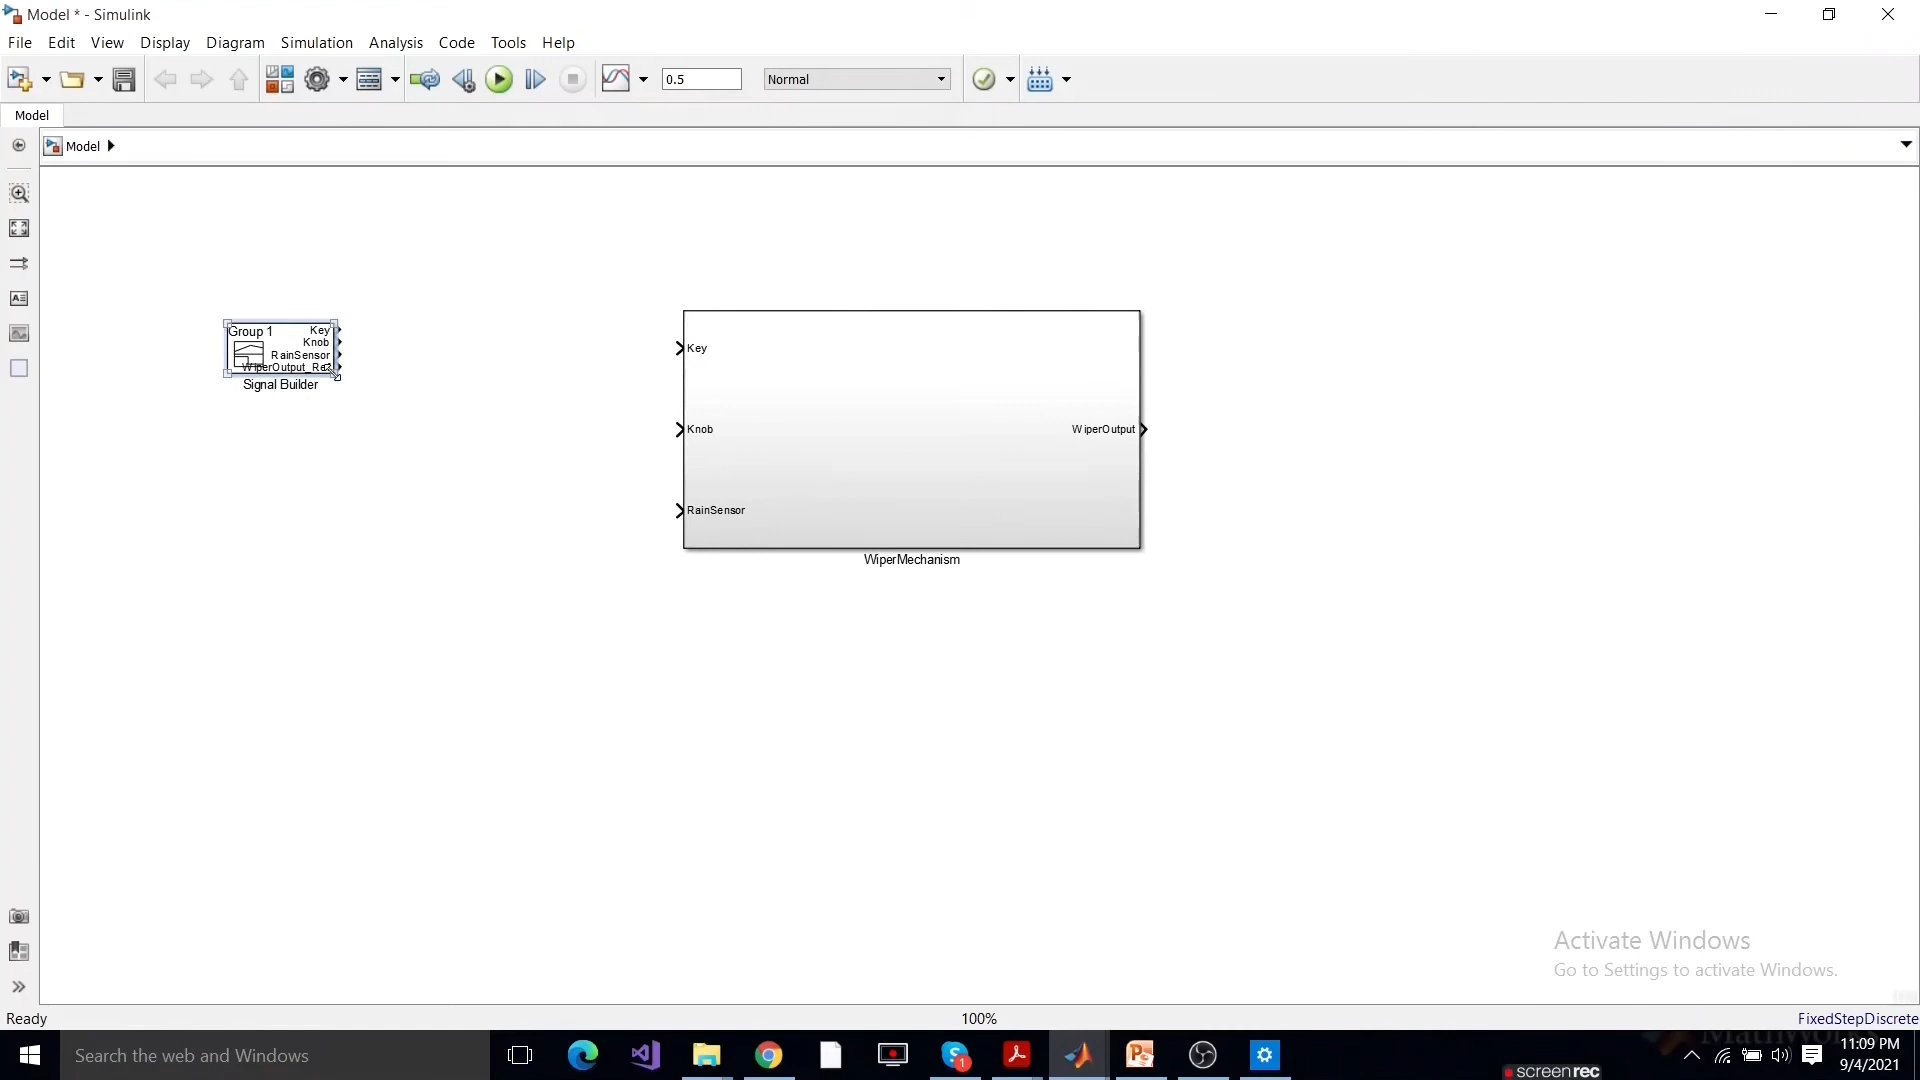 Model * - Simulink
File Edit View Display Diagram Simulation Analysis Code Tools Help
0.5 Normal
Model
Model
Group 1 Key
Knob
RainSensor
Signal Builder
Key
Knob
WiperOutput
RainSensor
WiperMechanism
Activate Windows
Go to Settings to activate Windows.
Ready 100% FixedStepDiscrete
Search the web and Windows
1
11:09 PM
9/4/2021
screenrec